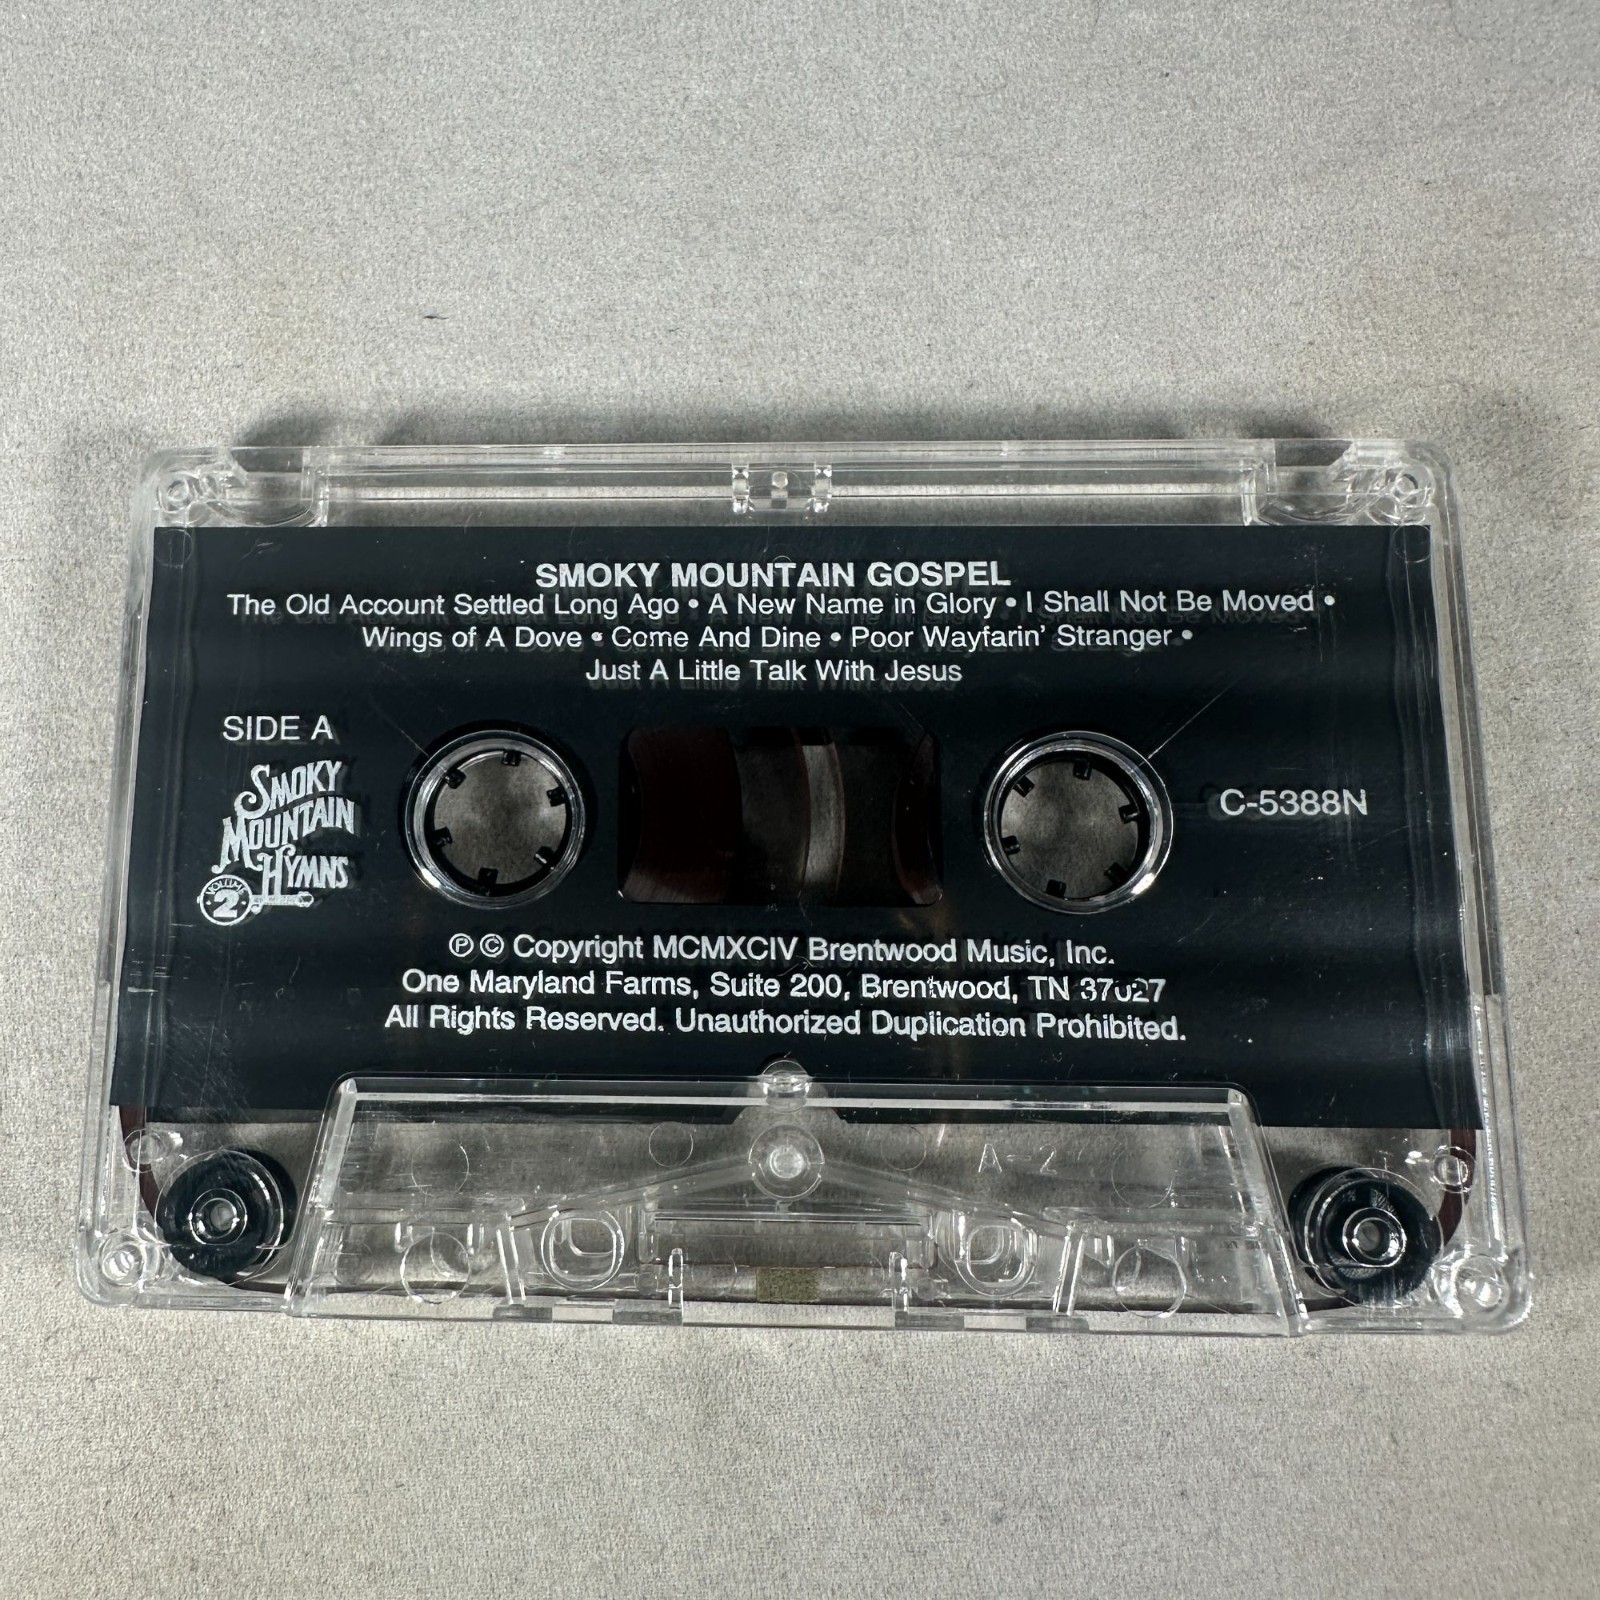 SMOKY MOUNTAIN GOSPEL
The Old Account Settled Long Ago • A New Name in Glory • I Shall Not Be Moved •
Wings of A Dove • Come And Dine • Poor Wayfarin' Stranger •
Just A Little Talk With Jesus
SIDE A
SMOKY
MOUNTAIN
HYMNS
VOLUME
2
C-5388N
℗ © Copyright MCMXCIV Brentwood Music, Inc.
One Maryland Farms, Suite 200, Brentwood, TN 37027
All Rights Reserved. Unauthorized Duplication Prohibited.
A-2